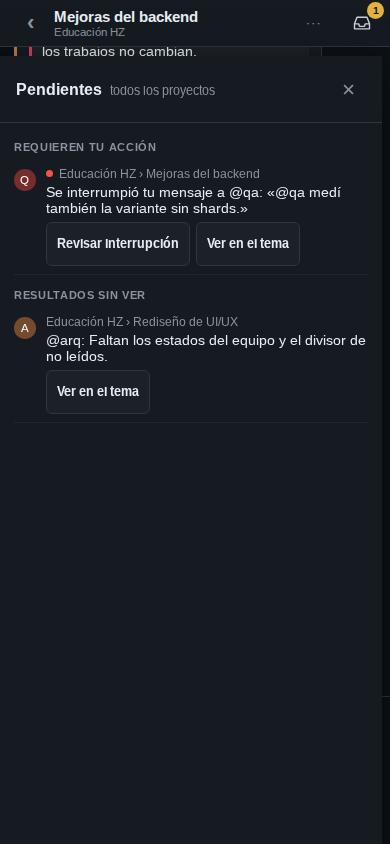 ‹ Mejoras del backend ··· 1
Educación HZ
los trabajos no cambian.
Pendientes todos los proyectos ×
REQUIEREN TU ACCIÓN
Q Educación HZ › Mejoras del backend
Se interrumpió tu mensaje a @qa: «@qa medí
también la variante sin shards.»
Revisar interrupción Ver en el tema
RESULTADOS SIN VER
A Educación HZ › Rediseño de UI/UX
@arq: Faltan los estados del equipo y el divisor de
no leídos.
Ver en el tema